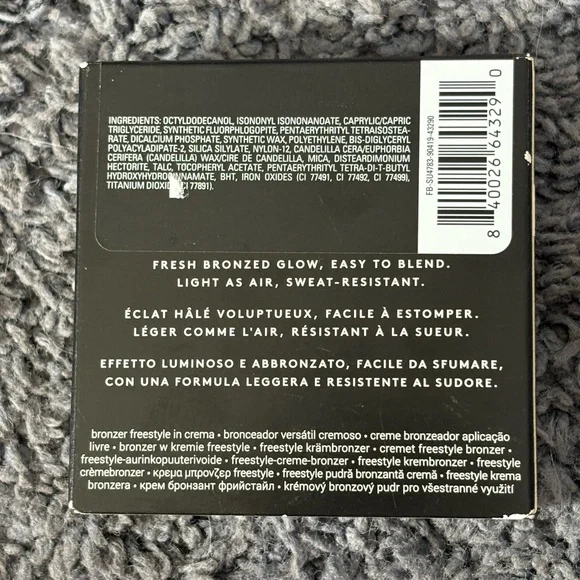 INGREDIENTS: OCTYLDODECANOL, ISONONYL ISONONANOATE, CAPRYLIC/CAPRIC
TRIGLYCERIDE, SYNTHETIC FLUORPHLOGOPITE, PENTAERYTHRITYL TETRAISOSTEA-
RATE, DICALCIUM PHOSPHATE, SYNTHETIC WAX, POLYETHYLENE, BIS-DIGLYCERYL
POLYACYLADIPATE-2, SILICA SILYLATE, NYLON-12, CANDELILLA CERA/EUPHORBIA
CERIFERA (CANDELILLA) WAX/CIRE DE CANDELILLA, MICA, DISTEARDIMONIUM
HECTORITE, TALC, TOCOPHERYL ACETATE, PENTAERYTHRITYL TETRA-DI-T-BUTYL
HYDROXYHYDROCINNAMATE, BHT, IRON OXIDES (CI 77491, CI 77492, CI 77499),
TITANIUM DIOXIDE (CI 77891).
FB-SU4783-90419-43290
8 40026 64329 0
FRESH BRONZED GLOW, EASY TO BLEND.
LIGHT AS AIR, SWEAT-RESISTANT.
ÉCLAT HÂLÉ VOLUPTUEUX, FACILE À ESTOMPER.
LÉGER COMME L'AIR, RÉSISTANT À LA SUEUR.
EFFETTO LUMINOSO E ABBRONZATO, FACILE DA SFUMARE,
CON UNA FORMULA LEGGERA E RESISTENTE AL SUDORE.
bronzer freestyle in crema • bronceador versátil cremoso • creme bronzeador aplicação
livre • bronzer w kremie freestyle • freestyle krämbronzer • cremet freestyle bronzer •
freestyle-aurinkopuuterivoide • freestyle-creme-bronzer • freestyle krembronzer • freestyle
crèmebronzer • κρεμα μπρονζερ freestyle • freestyle pudră bronzantă cremă • freestyle krema
bronzera • крем бронзант фрийстайл • krémový bronzový pudr pro všestranné využití